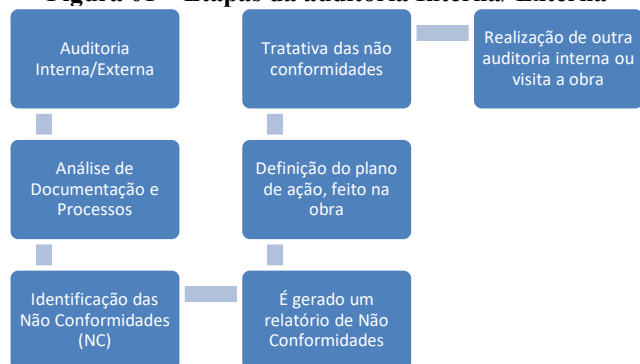 Figura 01 – Etapas da auditoria Interna/ Externa
Auditoria
Interna/Externa
Análise de
Documentação e
Processos
Identificação das
Não Conformidades
(NC)
É gerado um
relatório de Não
Conformidades
Definição do plano
de ação, feito na
obra
Tratativa das não
conformidades
Realização de outra
auditoria interna ou
visita a obra